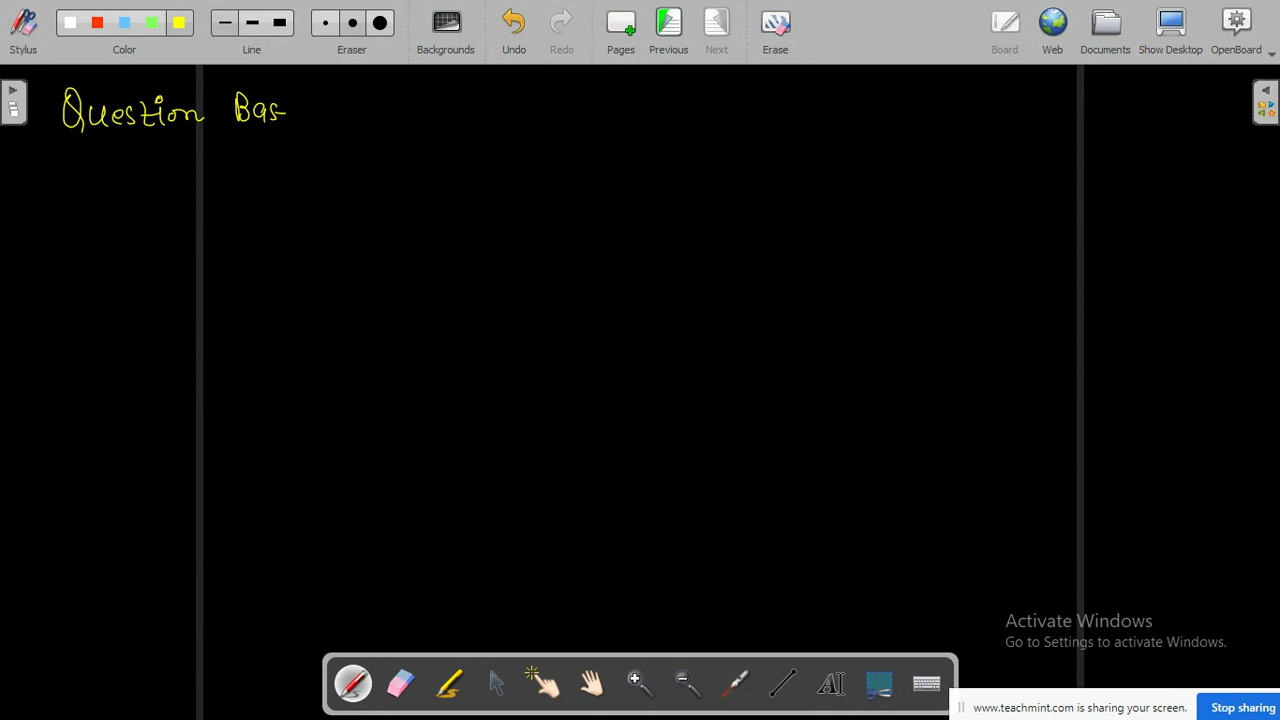 Stylus Color Line Eraser Backgrounds Undo Redo Pages Previous Next Erase Board Web Documents Show Desktop OpenBoard
Question Bas
Activate Windows
Go to Settings to activate Windows.
www.teachmint.com is sharing your screen. Stop sharing